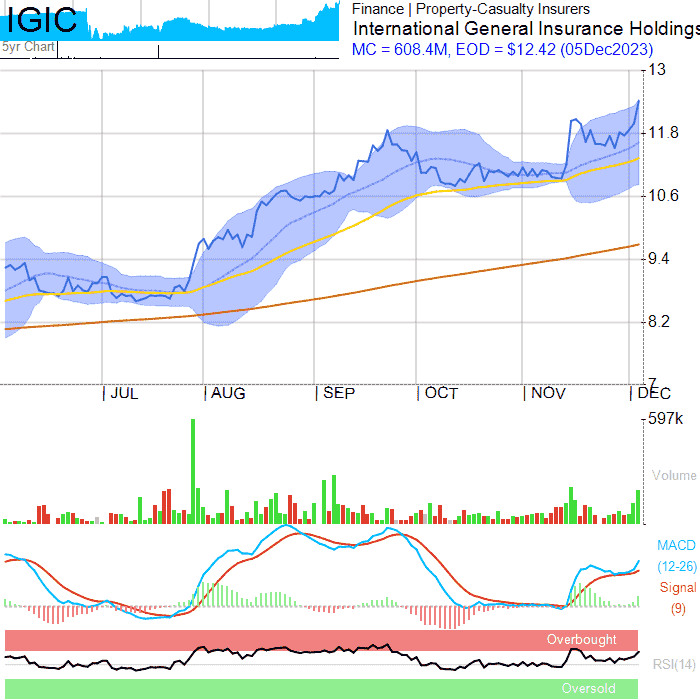 IGIC
5yr Chart
Finance | Property-Casualty Insurers
International General Insurance Holdings
MC = 608.4M, EOD = $12.42 (05Dec2023)
13
11.8
10.6
9.4
8.2
7
JUL AUG SEP OCT NOV DEC
597k
Volume
MACD
(12-26)
Signal
(9)
Overbought
RSI(14)
Oversold